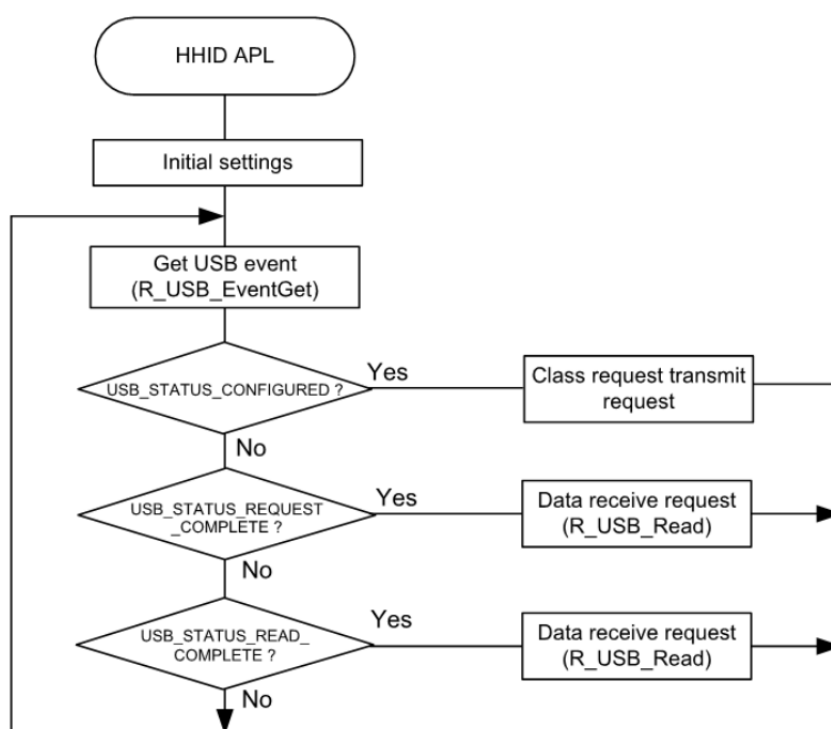 HHID APL
Initial settings
Get USB event
(R_USB_EventGet)
USB_STATUS_CONFIGURED ?
Yes
Class request transmit
request
No
USB_STATUS_REQUEST
_COMPLETE ?
Yes
Data receive request
(R_USB_Read)
No
USB_STATUS_READ_
COMPLETE ?
Yes
Data receive request
(R_USB_Read)
No